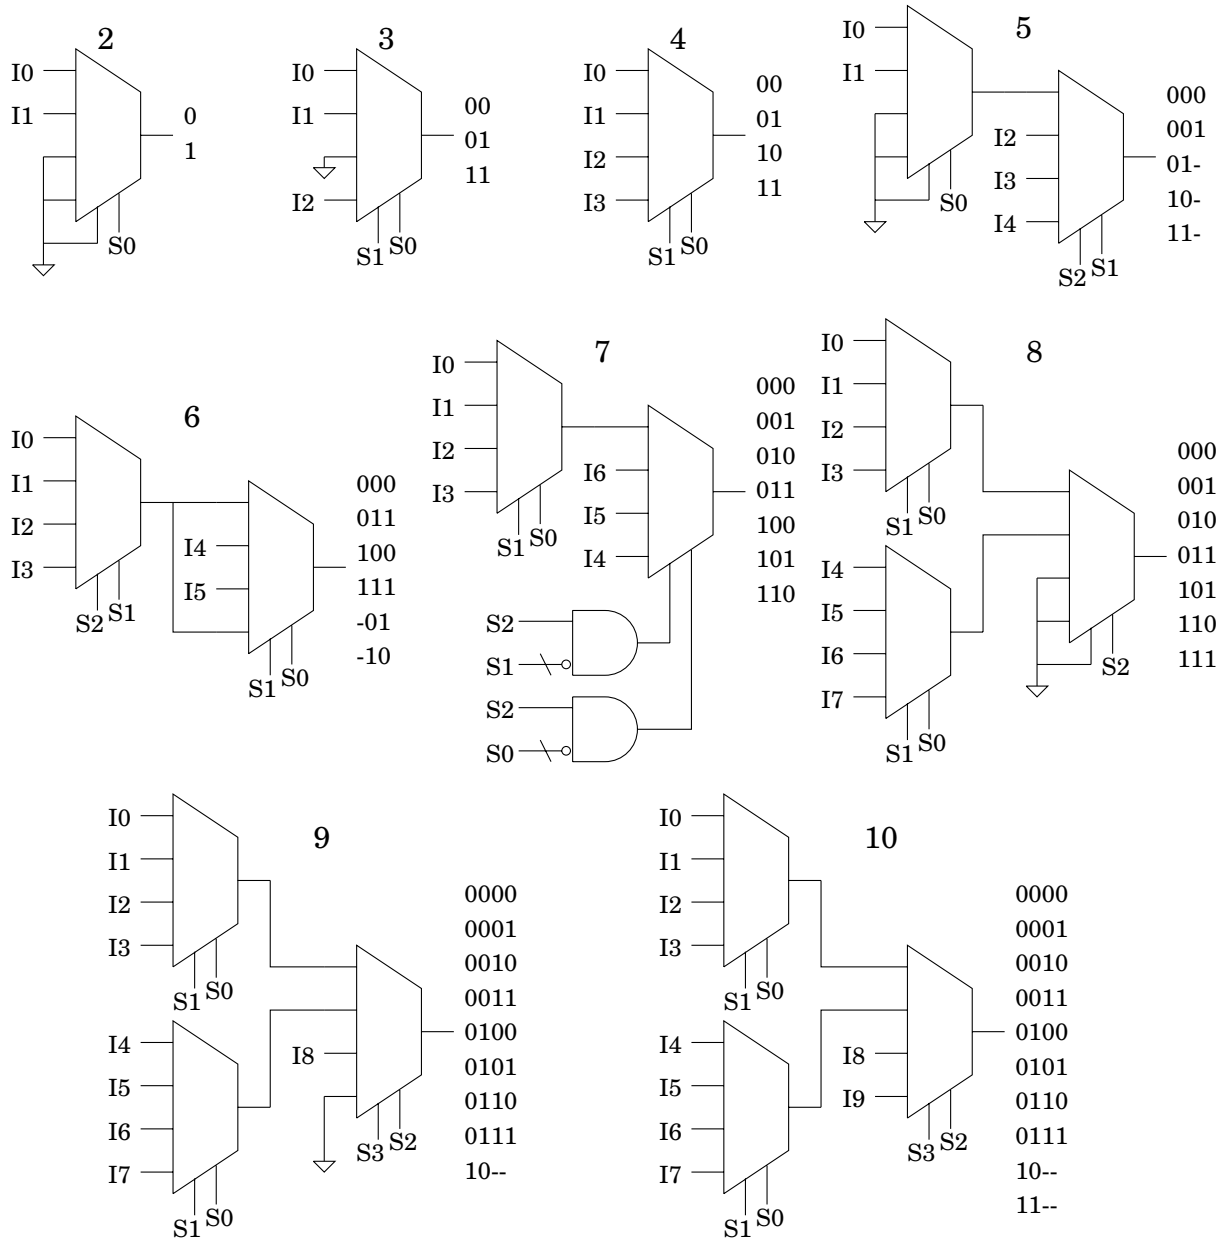 2
I0
I1
S0
0
1
3
I0
I1
I2
S1
S0
00
01
11
4
I0
I1
I2
I3
S1
S0
00
01
10
11
5
I0
I1
S0
I2
I3
I4
S2
S1
000
001
01-
10-
11-
6
I0
I1
I2
I3
S2
S1
I4
I5
S1
S0
000
011
100
111
-01
-10
7
I0
I1
I2
I3
S1
S0
I6
I5
I4
S2
S1
S2
S0
000
001
010
011
100
101
110
8
I0
I1
I2
I3
S1
S0
I4
I5
I6
I7
S1
S0
S2
000
001
010
011
101
110
111
9
I0
I1
I2
I3
S1
S0
I4
I5
I6
I7
S1
S0
I8
S3
S2
0000
0001
0010
0011
0100
0101
0110
0111
10--
10
I0
I1
I2
I3
S1
S0
I4
I5
I6
I7
S1
S0
I8
I9
S3
S2
0000
0001
0010
0011
0100
0101
0110
0111
10--
11--